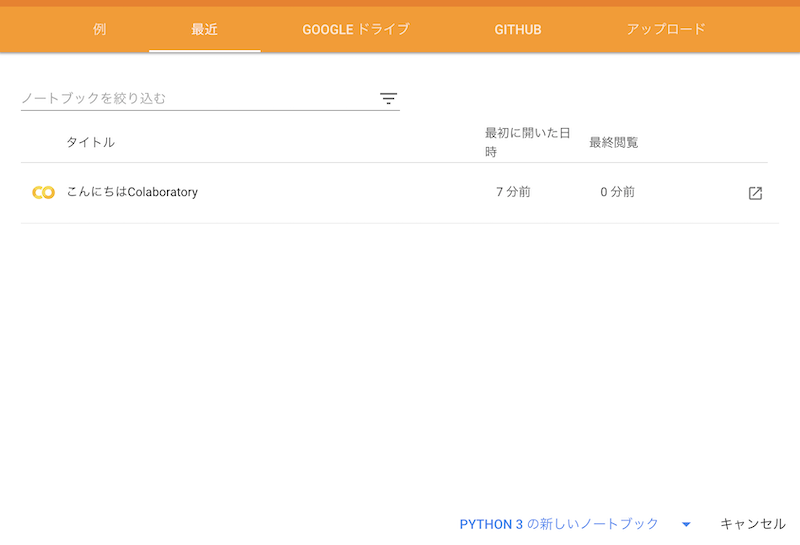 例 最近 GOOGLE ドライブ GITHUB アップロード
ノートブックを絞り込む
タイトル 最初に開いた日時 最終閲覧
CO こんにちはColaboratory 7 分前 0 分前
PYTHON 3 の新しいノートブック キャンセル